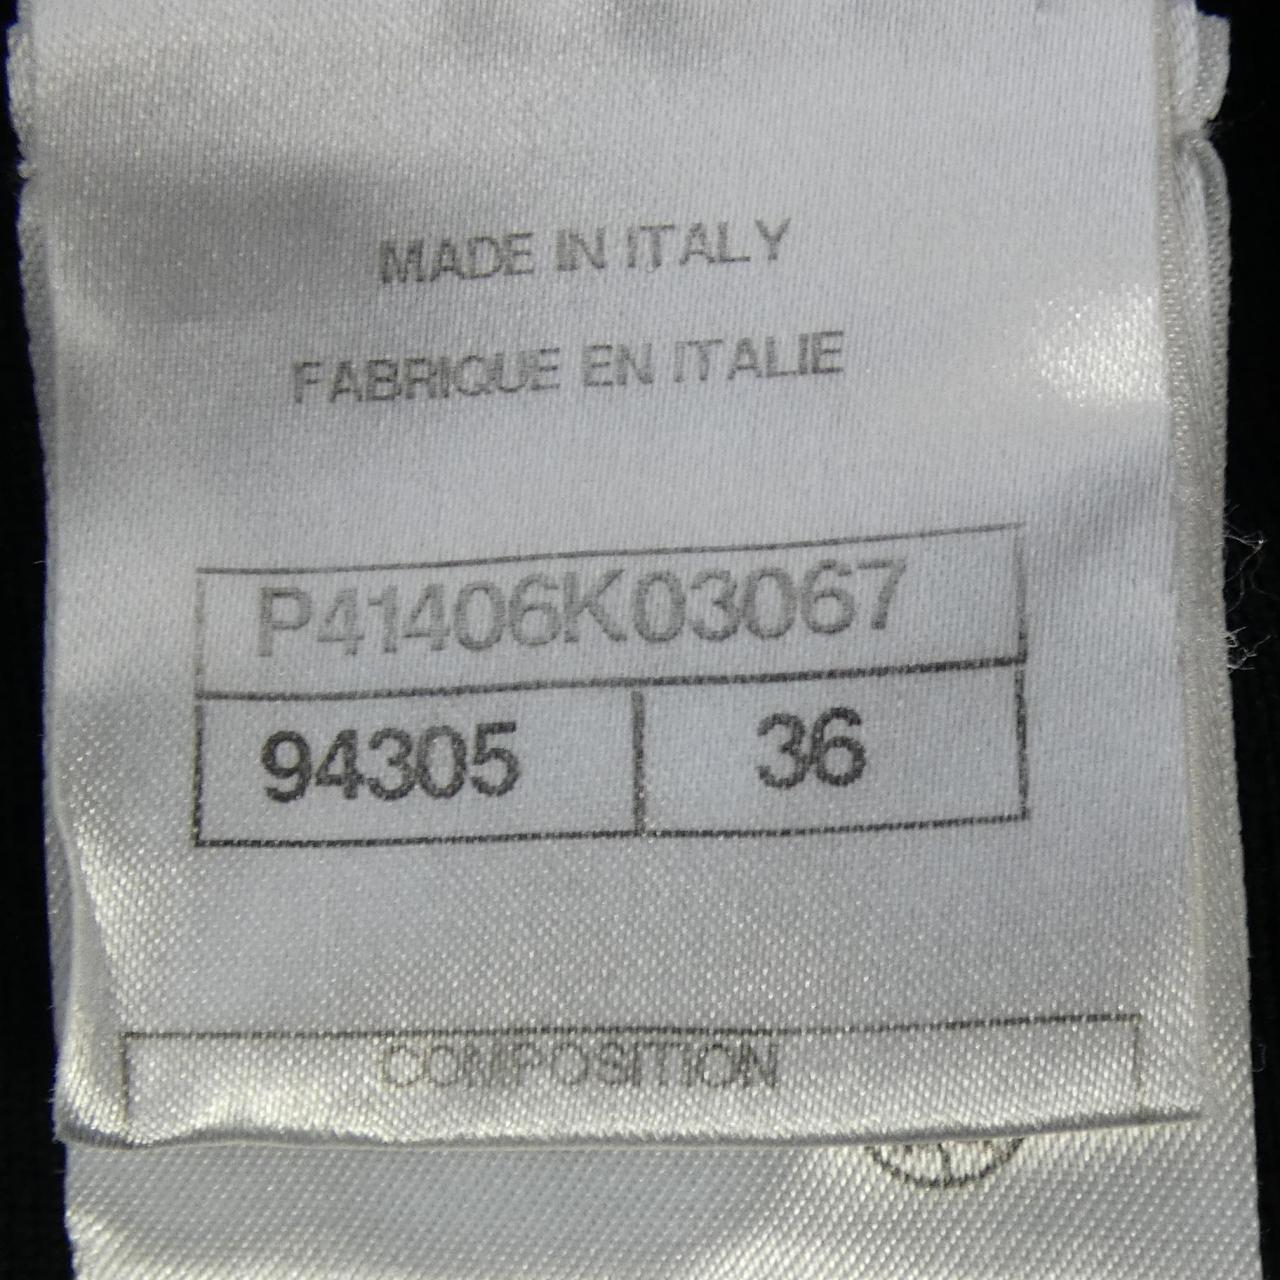 MADE IN ITALY
FABRIQUE EN ITALIE
P41406K03067
94305 36
COMPOSITION